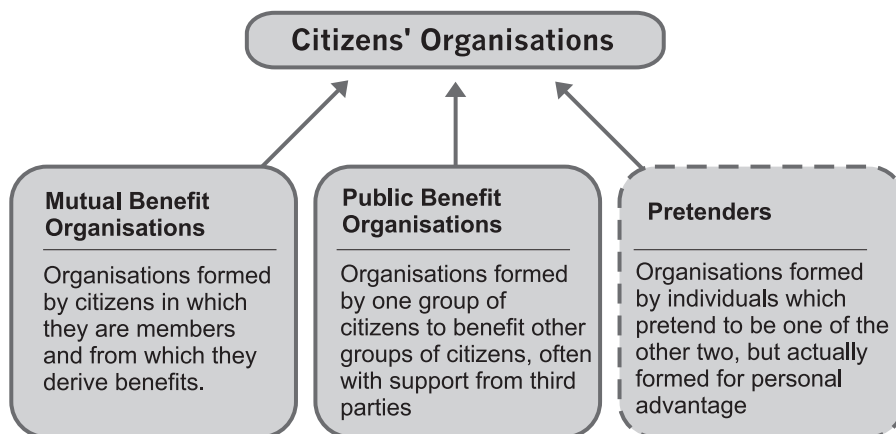 Citizens' Organisations
Mutual Benefit
Organisations
Organisations formed
by citizens in which
they are members
and from which they
derive benefits.
Public Benefit
Organisations
Organisations formed
by one group of
citizens to benefit other
groups of citizens, often
with support from third
parties
Pretenders
Organisations formed
by individuals which
pretend to be one of the
other two, but actually
formed for personal
advantage